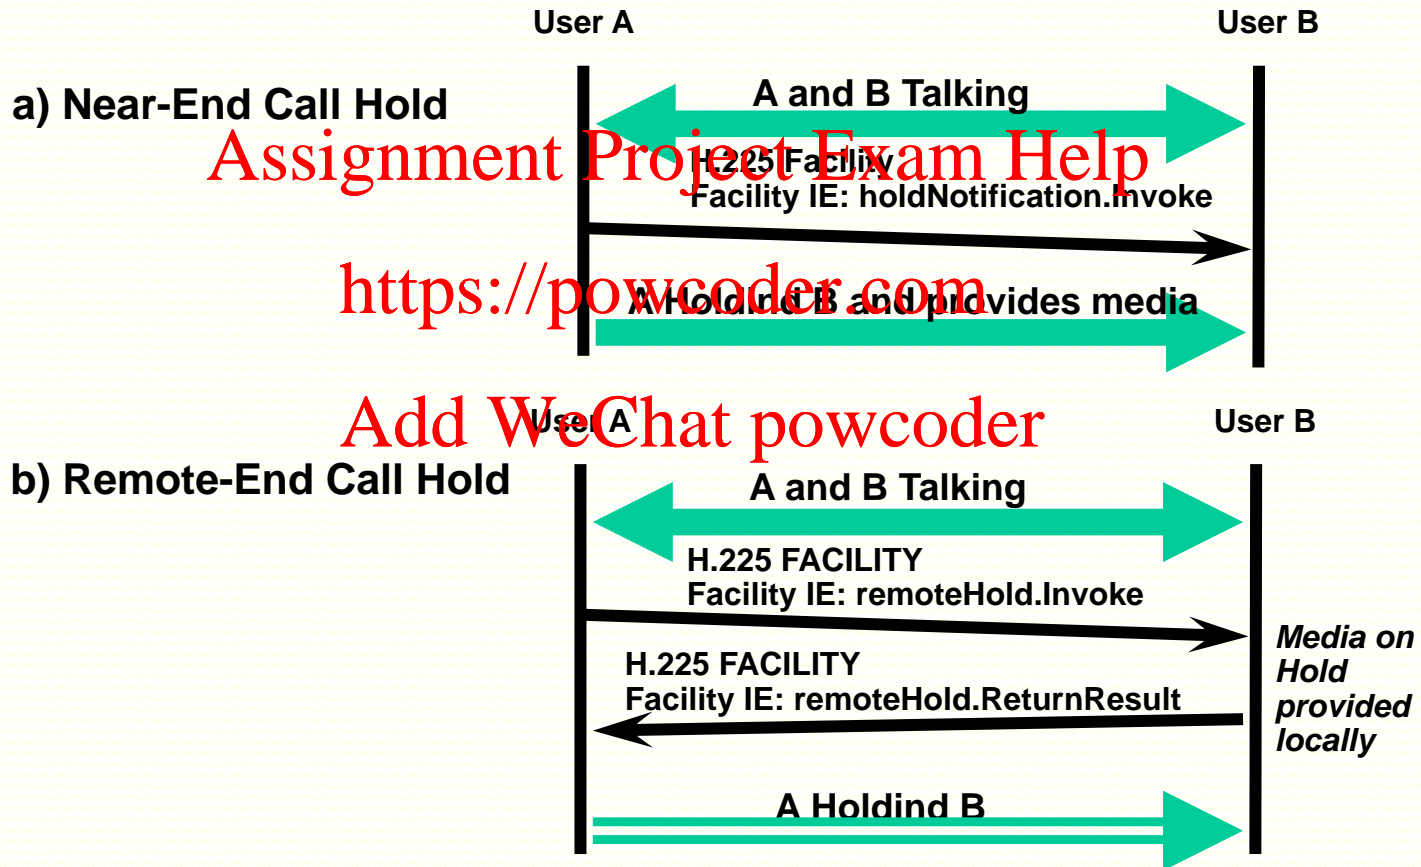 User A
User B
a) Near-End Call Hold
A and B Talking
Assignment Project Exam Help
H.225 Facility
Facility IE: holdNotification.Invoke
https://powcoder.com
A Holdind B and provides media
Add WeChat powcoder
User A
User B
b) Remote-End Call Hold
A and B Talking
H.225 FACILITY
Facility IE: remoteHold.Invoke
Media on
Hold
provided
locally
H.225 FACILITY
Facility IE: remoteHold.ReturnResult
A Holdind B